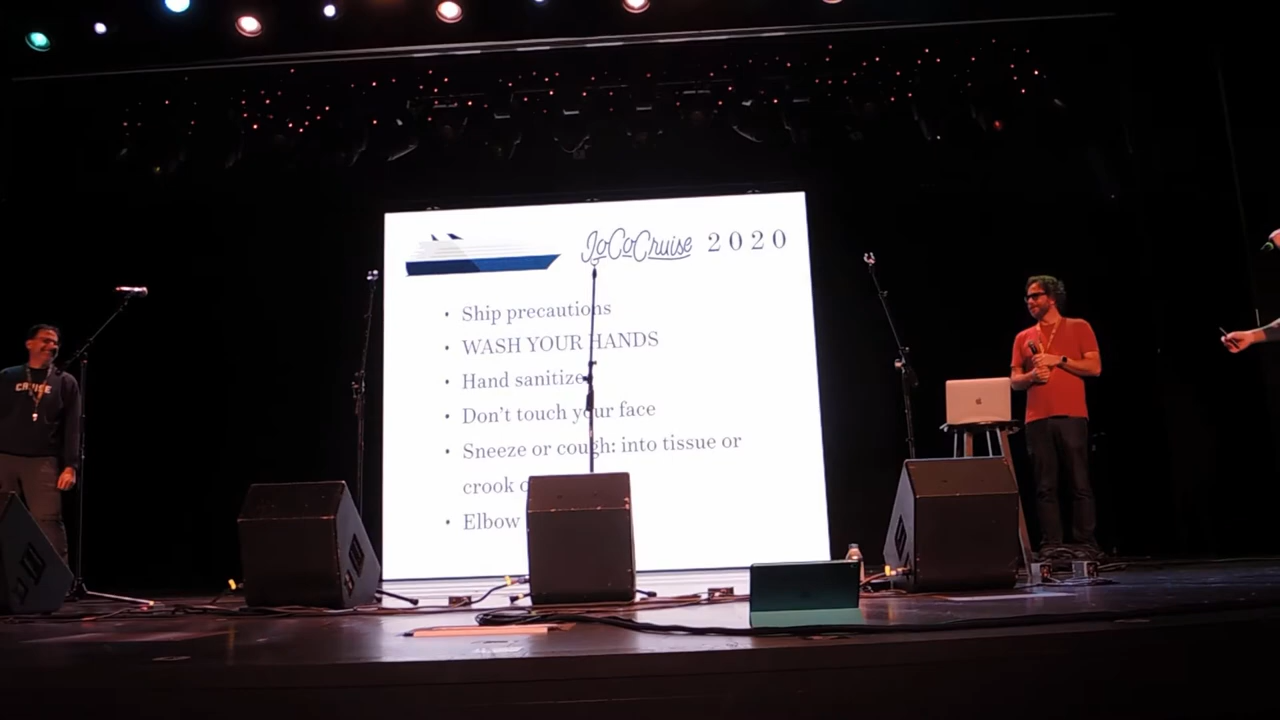 JoCoCruise 2020
• Ship precautions
• WASH YOUR HANDS
• Hand sanitize
• Don't touch your face
• Sneeze or cough: into tissue or
crook o
• Elbow
CRUISE